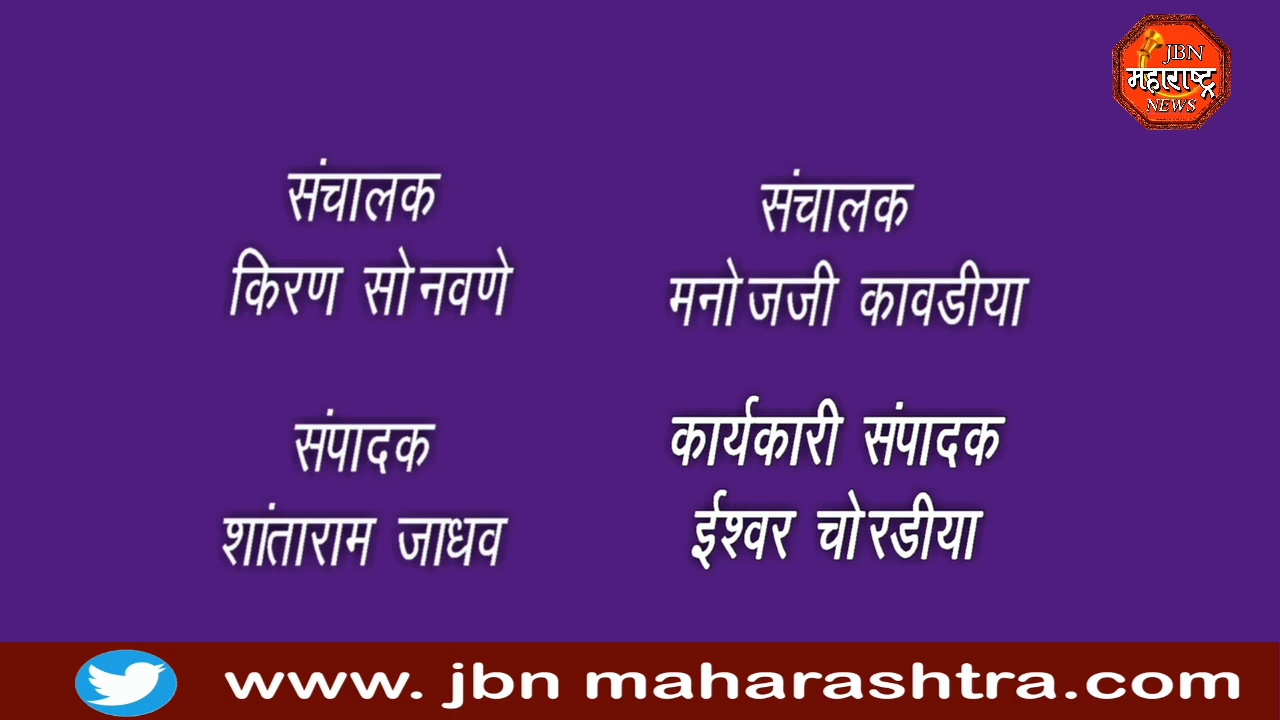 JBN
महाराष्ट्र
NEWS
संचालक
किरण सोनवणे
संचालक
मनोजजी कावडीया
संपादक
शांताराम जाधव
कार्यकारी संपादक
ईश्वर चोरडीया
www. jbn maharashtra.com